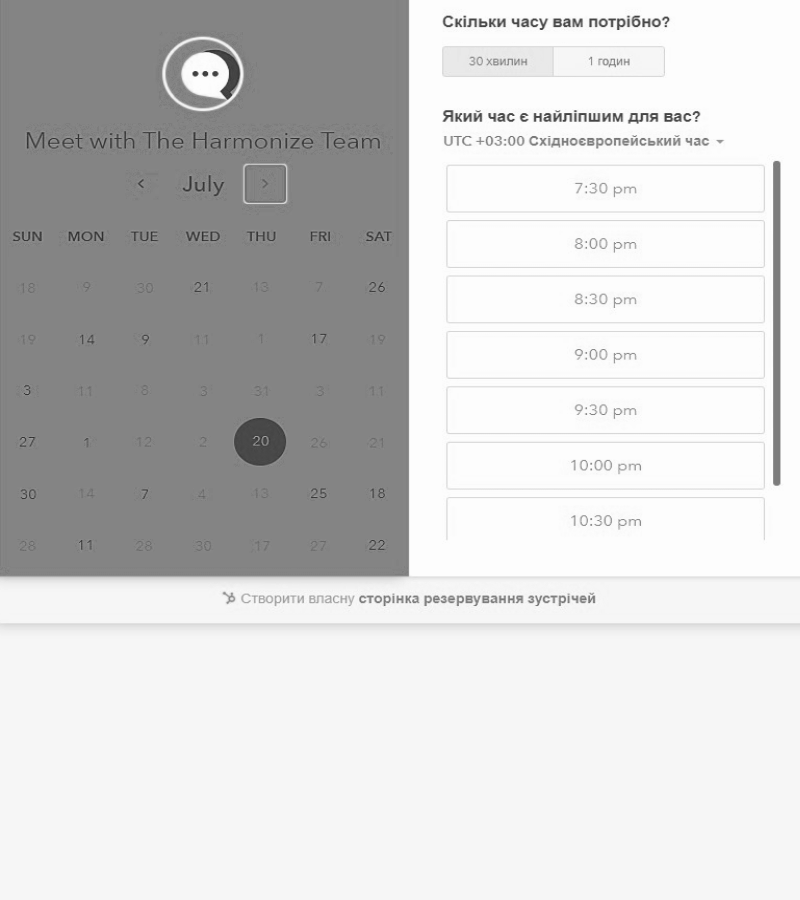 Meet with The Harmonize Team
July
SUN MON TUE WED THU FRI SAT
18 9 30 21 13 7 26
19 14 9 11 1 17 19
3 11 8 3 31 3 11
27 1 12 2 20 26 21
30 14 7 4 13 25 18
28 11 28 30 17 27 22
Скільки часу вам потрібно?
30 хвилин 1 годин
Який час є найліпшим для вас?
UTC +03:00 Східноєвропейський час
7:30 pm
8:00 pm
8:30 pm
9:00 pm
9:30 pm
10:00 pm
10:30 pm
Створити власну сторінка резервування зустрічей